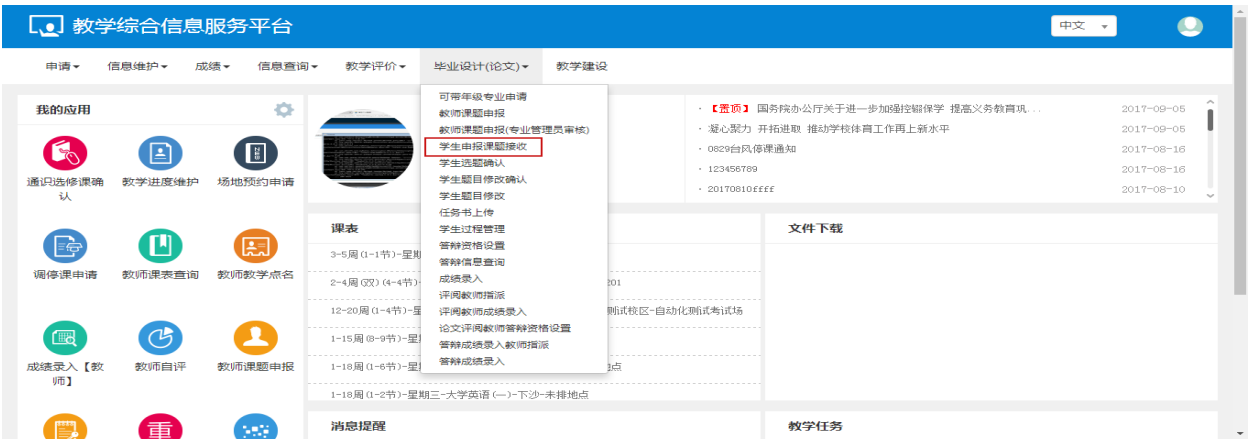 教学综合信息服务平台
中文
申请 信息维护 成绩 信息查询 教学评价 毕业设计(论文) 教学建设
我的应用
通识选修课确认
教学进度维护
场地预约申请
调停课申请
教师课表查询
教师教学点名
成绩录入【教师】
教师自评
教师课题申报
重
可带年级专业申请
教师课题申报
教师课题申报(专业管理员审核)
学生申报课题接收
学生选题确认
学生题目修改确认
学生题目修改
任务书上传
学生过程管理
答辩资格设置
答辩信息查询
成绩录入
评阅教师指派
评阅教师成绩录入
论文评阅教师答辩资格设置
答辩成绩录入教师指派
答辩成绩录入
· 【置顶】 国务院办公厅关于进一步加强控辍保学 提高义务教育巩... 2017-09-05
· 凝心聚力 开拓进取 推动学校体育工作再上新水平 2017-09-05
· 0829台风停课通知 2017-08-16
· 123456789 2017-08-16
· 20170810ffff 2017-08-10
课表
3-5周(1-1节)-星期
2-4周(双)(4-4节)- 201
12-20周(1-4节)-星 测试校区-自动化测试考试场
1-15周(8-9节)-星
1-18周(1-6节)-星 地点
1-18周(1-2节)-星期三-大学英语(一)-下沙-未排地点
文件下载
消息提醒
教学任务